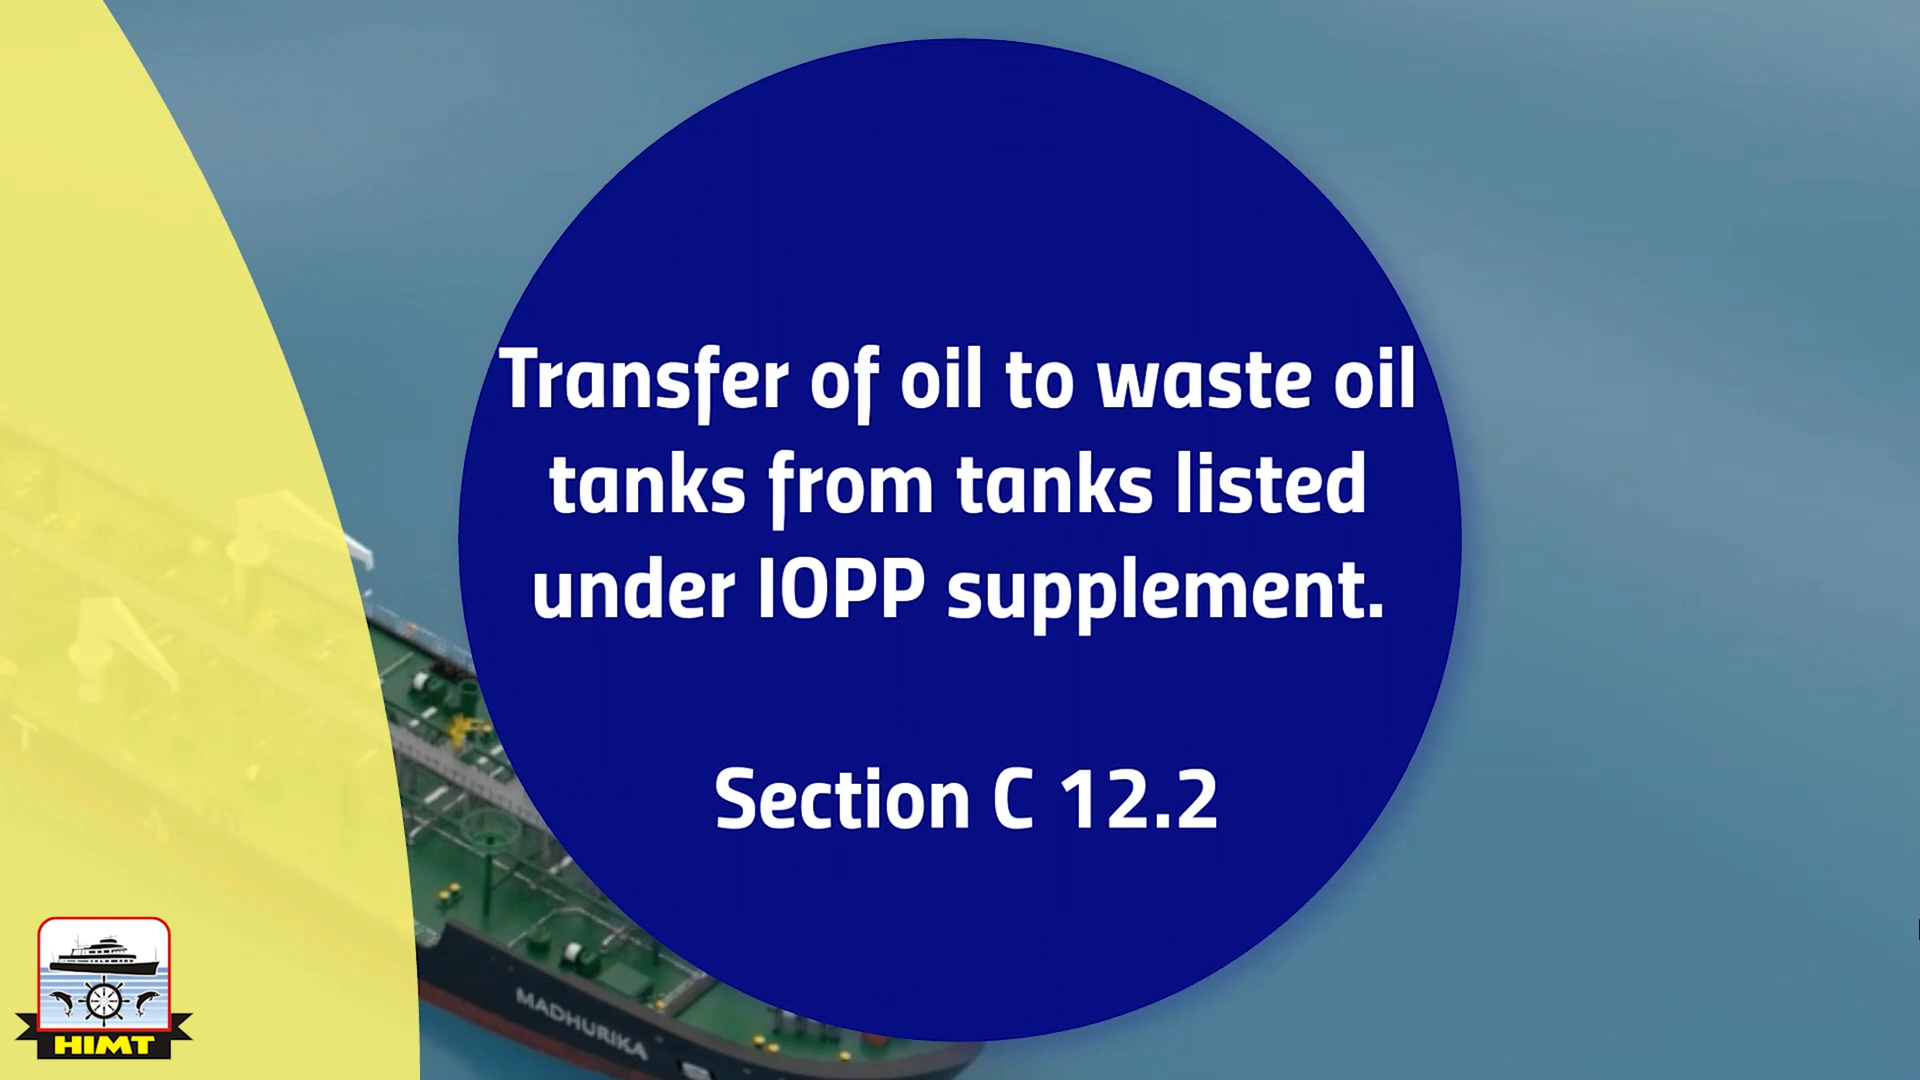 Transfer of oil to waste oil
tanks from tanks listed
under IOPP supplement.
Section C 12.2
MADHURIKA
HIMT